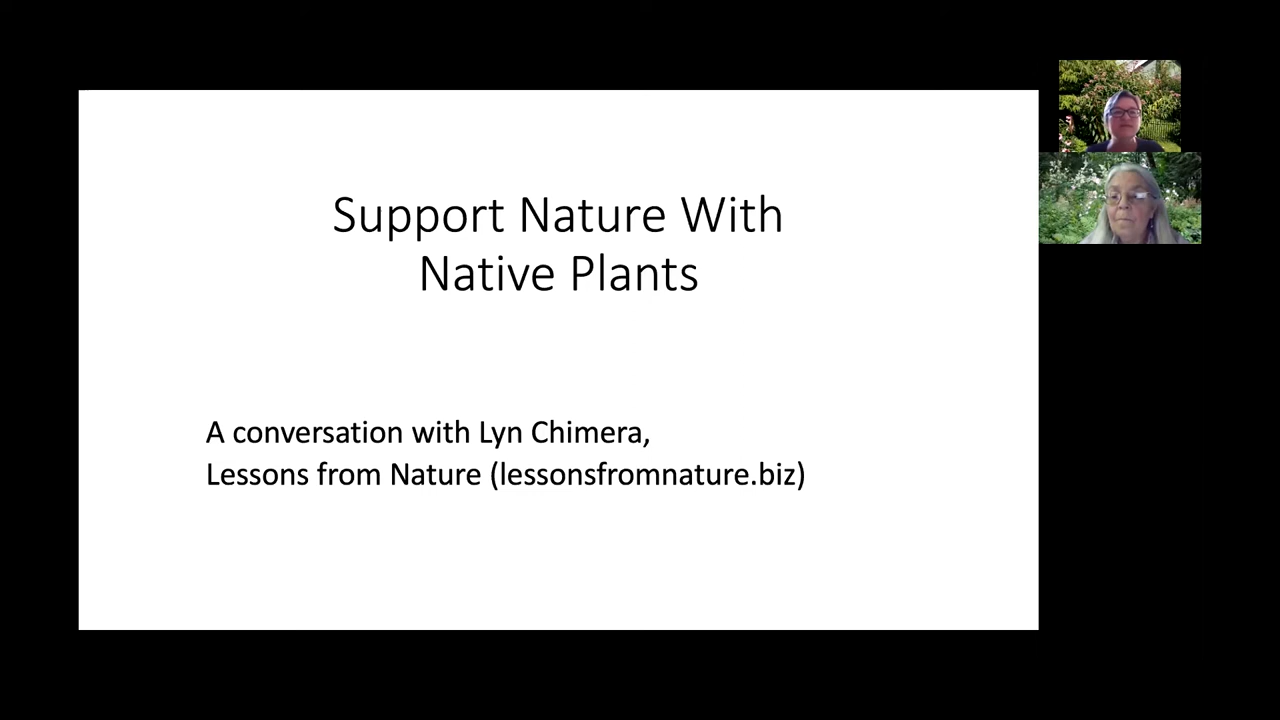 Support Nature With
Native Plants
A conversation with Lyn Chimera,
Lessons from Nature (lessonsfromnature.biz)